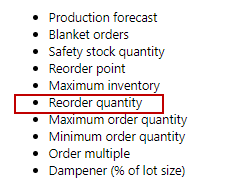 • Production forecast
• Blanket orders
• Safety stock quantity
• Reorder point
• Maximum inventory
• Reorder quantity
• Maximum order quantity
• Minimum order quantity
• Order multiple
• Dampener (% of lot size)